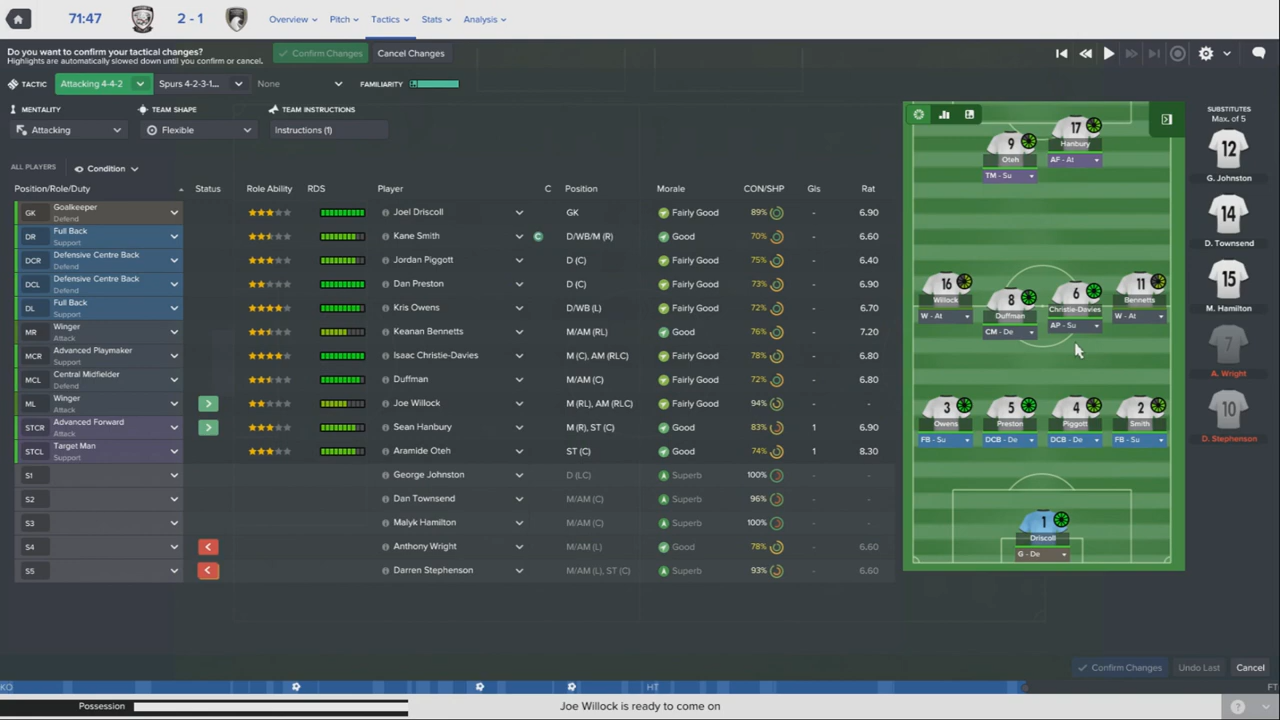 71:47
2 - 1
Overview
Pitch
Tactics
Stats
Analysis
Do you want to confirm your tactical changes?
Highlights are automatically slowed down until you confirm or cancel.
Confirm Changes
Cancel Changes
TACTIC
Attacking 4-4-2
Spurs 4-2-3-1...
None
FAMILIARITY
MENTALITY
TEAM SHAPE
TEAM INSTRUCTIONS
Attacking
Flexible
Instructions (1)
ALL PLAYERS
Condition
Position/Role/Duty
Status
Role Ability
RDS
Player
C
Position
Morale
CON/SHP
Gls
Rat
GK Goalkeeper Defend Joel Driscoll GK Fairly Good 89% - 6.90
DR Full Back Support Kane Smith C D/WB/M (R) Good 70% - 6.60
DCR Defensive Centre Back Defend Jordan Piggott D (C) Fairly Good 75% - 6.40
DCL Defensive Centre Back Defend Dan Preston D (C) Fairly Good 73% - 6.90
DL Full Back Support Kris Owens D/WB (L) Fairly Good 72% - 6.70
MR Winger Attack Keanan Bennetts M/AM (RL) Good 76% - 7.20
MCR Advanced Playmaker Support Isaac Christie-Davies M (C), AM (RLC) Fairly Good 78% - 6.80
MCL Central Midfielder Defend Duffman M/AM (C) Fairly Good 72% - 6.80
ML Winger Attack Joe Willock M (RL), AM (RLC) Fairly Good 94% - -
STCR Advanced Forward Attack Sean Hanbury M (R), ST (C) Good 83% 1 6.90
STCL Target Man Support Aramide Oteh ST (C) Good 74% 1 8.30
S1 George Johnston D (LC) Superb 100% -
S2 Dan Townsend M/AM (C) Superb 96% -
S3 Malyk Hamilton M/AM (C) Superb 100% -
S4 Anthony Wright M/AM (L) Good 78% - 6.60
S5 Darren Stephenson M/AM (L), ST (C) Superb 93% - 6.60
17
Hanbury
AF - At
9
Oteh
TM - Su
16
Willock
W - At
8
Duffman
CM - De
6
Christie-Davies
AP - Su
11
Bennetts
W - At
3
Owens
FB - Su
5
Preston
DCB - De
4
Piggott
DCB - De
2
Smith
FB - Su
1
Driscoll
G - De
SUBSTITUTES
Max. of 5
12
G. Johnston
14
D. Townsend
15
M. Hamilton
7
A. Wright
10
D. Stephenson
Confirm Changes
Undo Last
Cancel
KO
HT
FT
Possession
Joe Willock is ready to come on
?